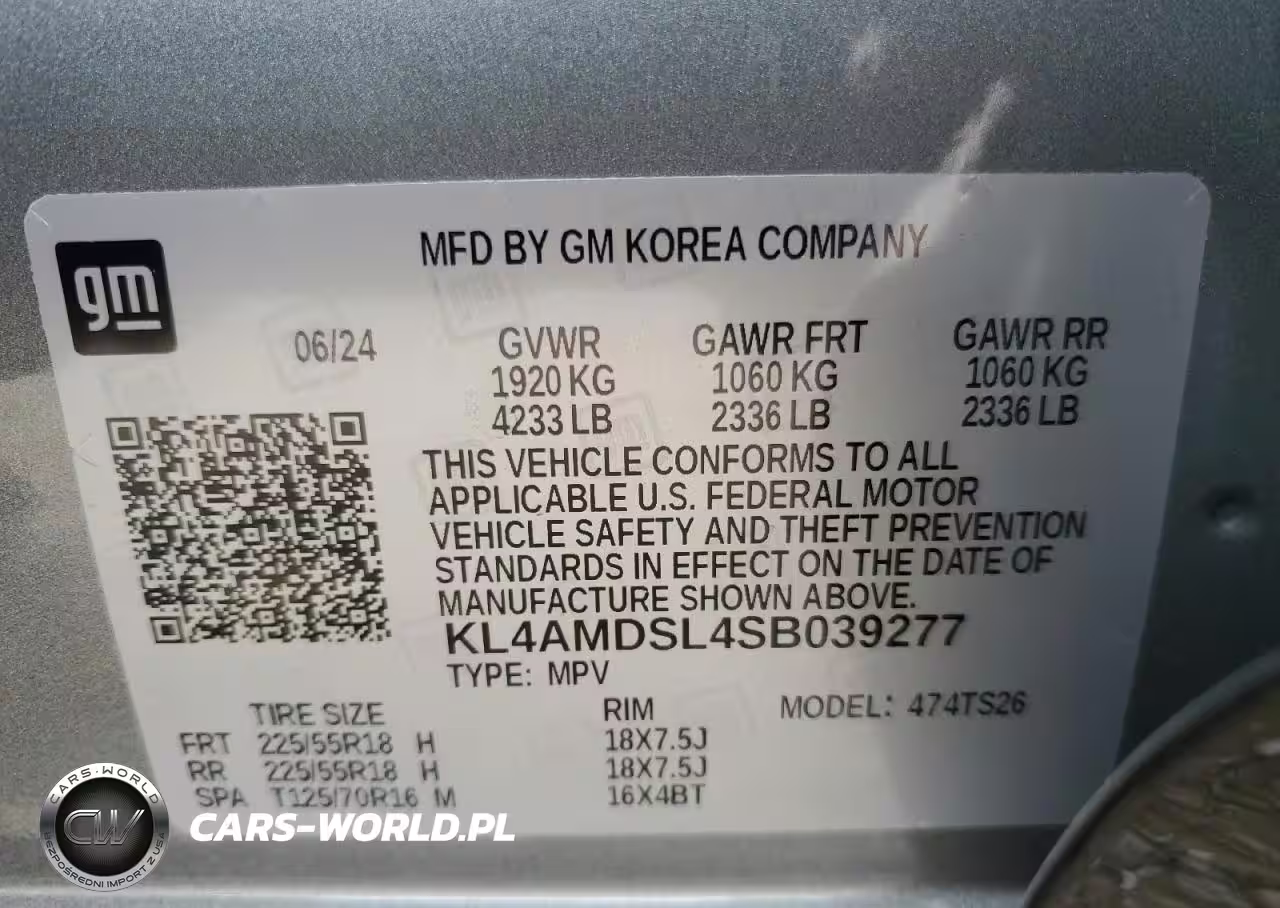 gm
MFD BY GM KOREA COMPANY
06/24
GVWR GAWR FRT GAWR RR
1920 KG 1060 KG 1060 KG
4233 LB 2336 LB 2336 LB
THIS VEHICLE CONFORMS TO ALL
APPLICABLE U.S. FEDERAL MOTOR
VEHICLE SAFETY AND THEFT PREVENTION
STANDARDS IN EFFECT ON THE DATE OF
MANUFACTURE SHOWN ABOVE.
KL4AMDSL4SB039277
TYPE: MPV
TIRE SIZE RIM MODEL: 474TS26
FRT 225/55R18 H 18X7.5J
RR 225/55R18 H 18X7.5J
SPA T125/70R16 M 16X4BT
CARS-WORLD
CW
BEZPOŚREDNI IMPORT Z USA
CARS-WORLD.PL